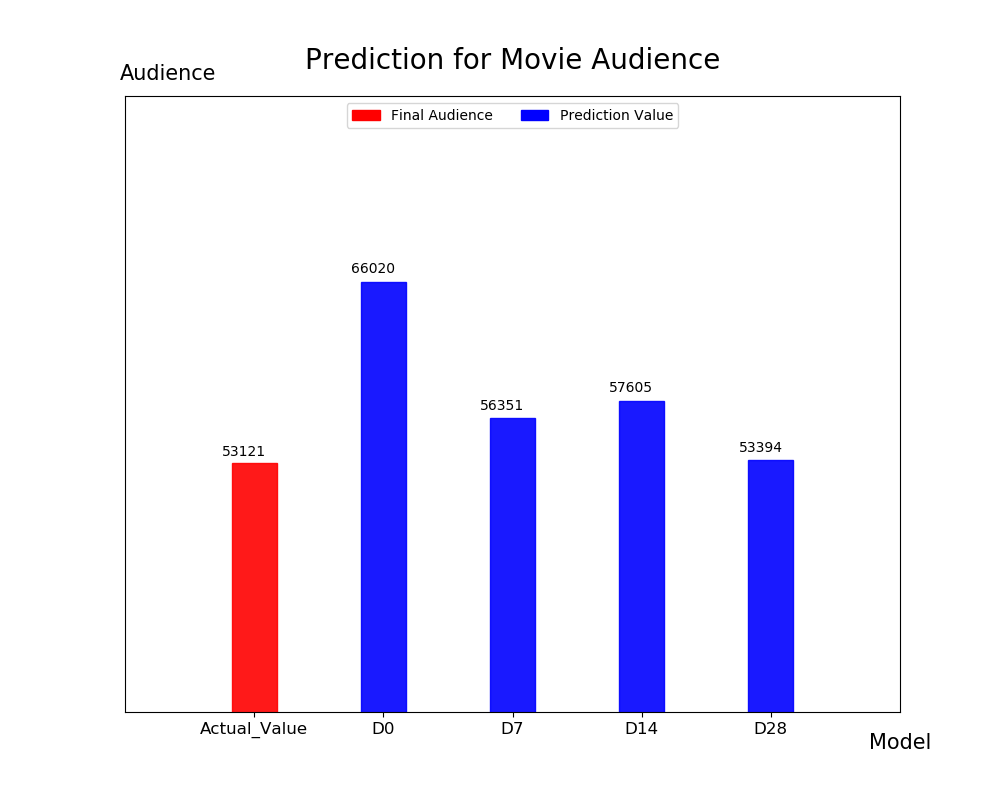 Prediction for Movie Audience
Audience
Final Audience Prediction Value
66020
57605
56351
53394
53121
Actual_Value D0 D7 D14 D28
Model